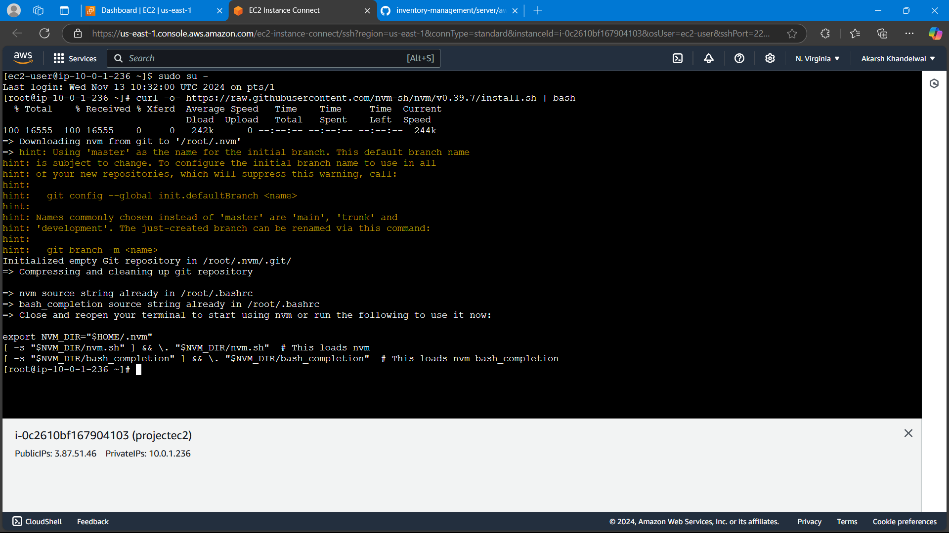 Dashboard | EC2 | us-east-1
EC2 Instance Connect
inventory-management/server/aw
https://us-east-1.console.aws.amazon.com/ec2-instance-connect/ssh?region=us-east-1&connType=standard&instanceId=i-0c2610bf167904103&osUser=ec2-user&sshPort=22...
aws
Services
Search
[Alt+S]
N. Virginia
Akarsh Khandelwal
[ec2-user@ip-10-0-1-236 ~]$ sudo su -
Last login: Wed Nov 13 10:32:00 UTC 2024 on pts/1
[root@ip-10-0-1-236 ~]# curl -o- https://raw.githubusercontent.com/nvm-sh/nvm/v0.39.7/install.sh | bash
% Total % Received % Xferd Average Speed Time Time Time Current
Dload Upload Total Spent Left Speed
100 16555 100 16555 0 0 242k 0 --:--:-- --:--:-- --:--:-- 244k
=> Downloading nvm from git to '/root/.nvm'
=> hint: Using 'master' as the name for the initial branch. This default branch name
hint: is subject to change. To configure the initial branch name to use in all
hint: of your new repositories, which will suppress this warning, call:
hint:
hint: git config --global init.defaultBranch <name>
hint:
hint: Names commonly chosen instead of 'master' are 'main', 'trunk' and
hint: 'development'. The just-created branch can be renamed via this command:
hint:
hint: git branch -m <name>
Initialized empty Git repository in /root/.nvm/.git/
=> Compressing and cleaning up git repository
=> nvm source string already in /root/.bashrc
=> bash_completion source string already in /root/.bashrc
=> Close and reopen your terminal to start using nvm or run the following to use it now:
export NVM_DIR="$HOME/.nvm"
[ -s "$NVM_DIR/nvm.sh" ] && \. "$NVM_DIR/nvm.sh" # This loads nvm
[ -s "$NVM_DIR/bash_completion" ] && \. "$NVM_DIR/bash_completion" # This loads nvm bash_completion
[root@ip-10-0-1-236 ~]#
i-0c2610bf167904103 (projectec2)
PublicIPs: 3.87.51.46 PrivateIPs: 10.0.1.236
CloudShell Feedback © 2024, Amazon Web Services, Inc. or its affiliates. Privacy Terms Cookie preferences